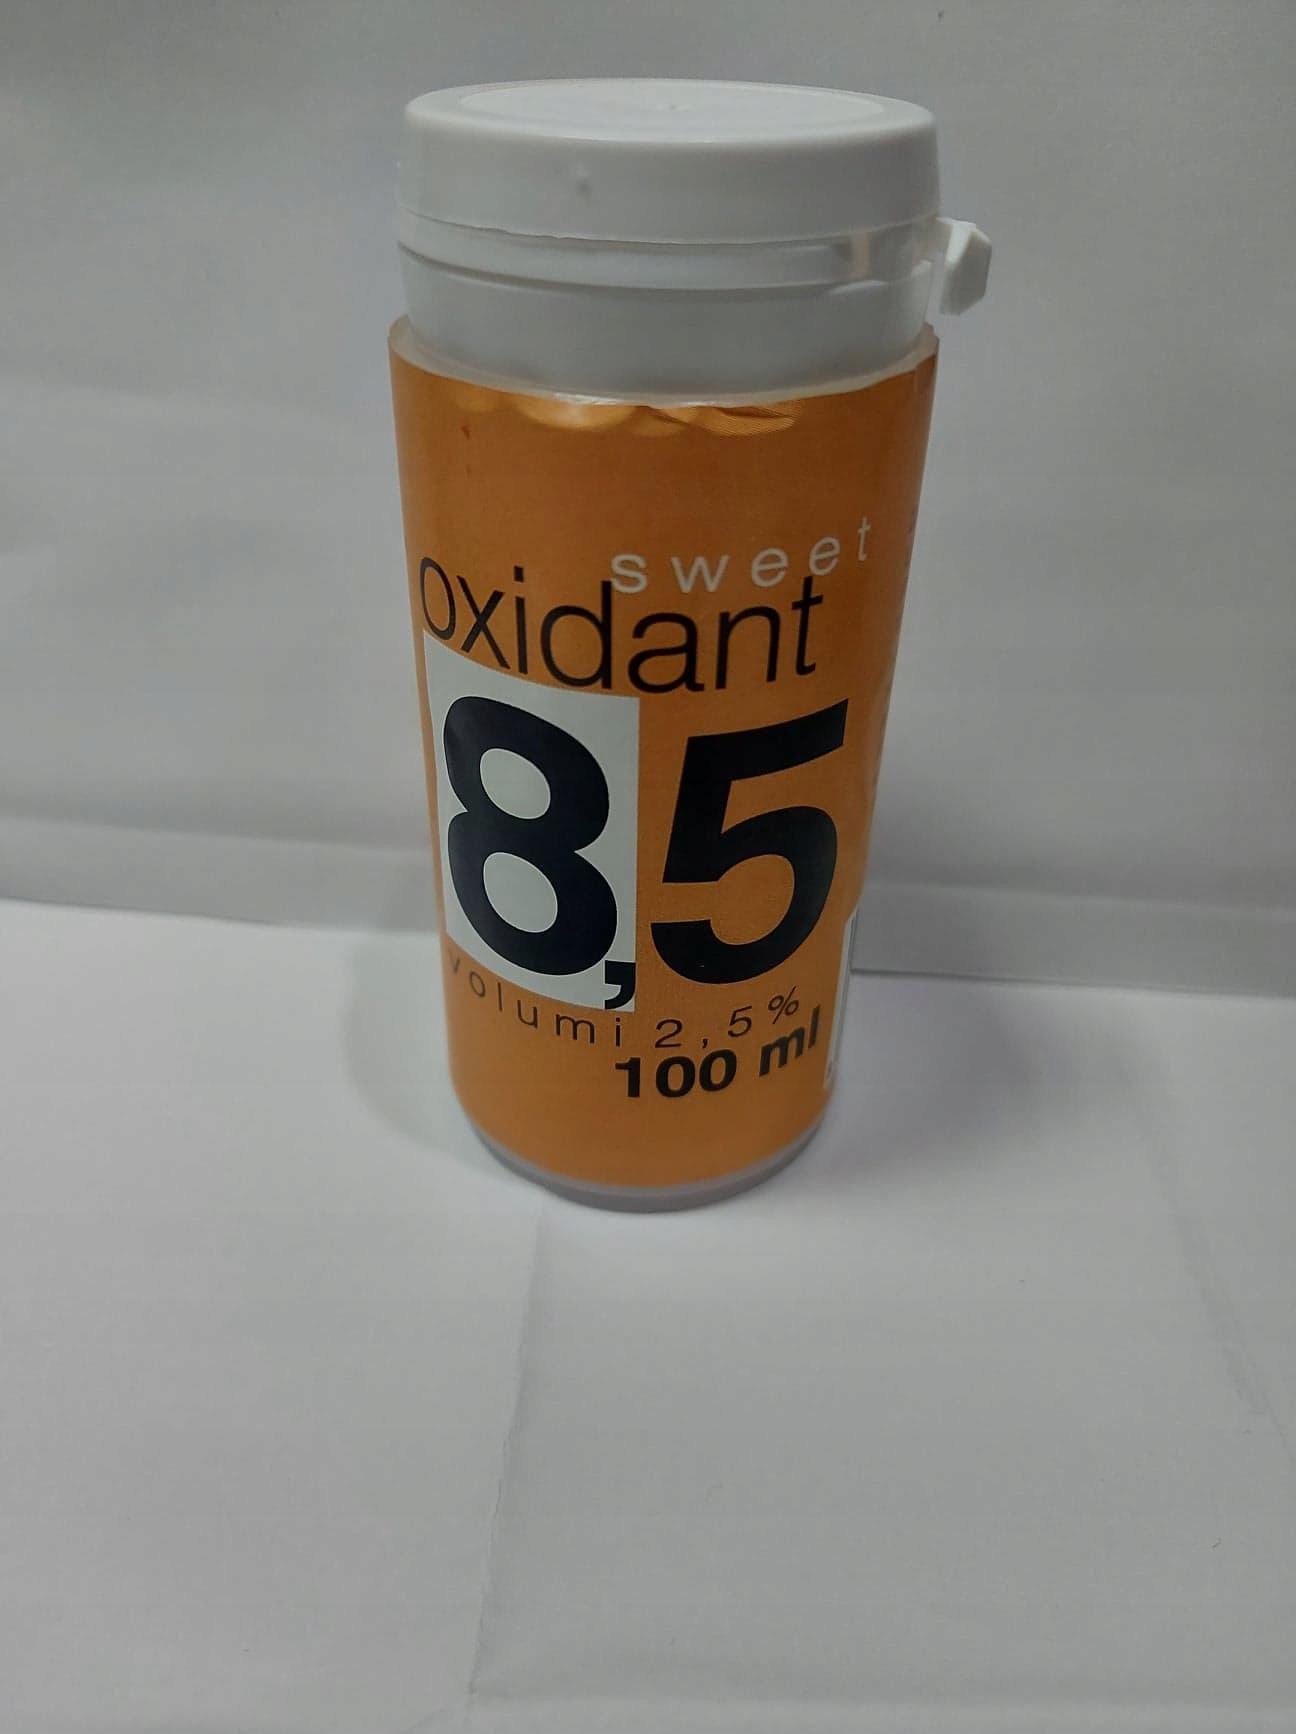 sweet
oxidant
8,5
volumi 2,5%
100 ml